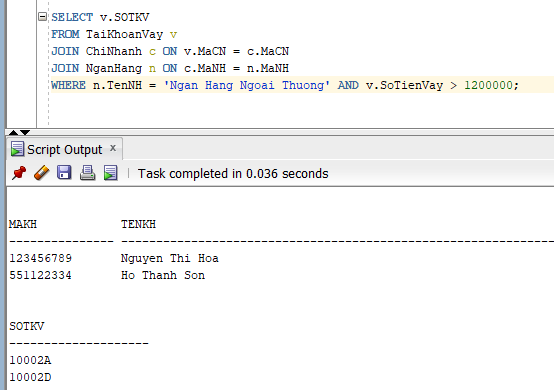 SELECT v.SOTKV
FROM TaiKhoanVay v
JOIN ChiNhanh c ON v.MaCN = c.MaCN
JOIN NganHang n ON c.MaNH = n.MaNH
WHERE n.TenNH = 'Ngan Hang Ngoai Thuong' AND v.SoTienVay > 1200000;
Script Output x
Task completed in 0.036 seconds
MAKH TENKH
--------------- ----------------------------------------------------------------
123456789 Nguyen Thi Hoa
551122334 Ho Thanh Son
SOTKV
--------------------
10002A
10002D